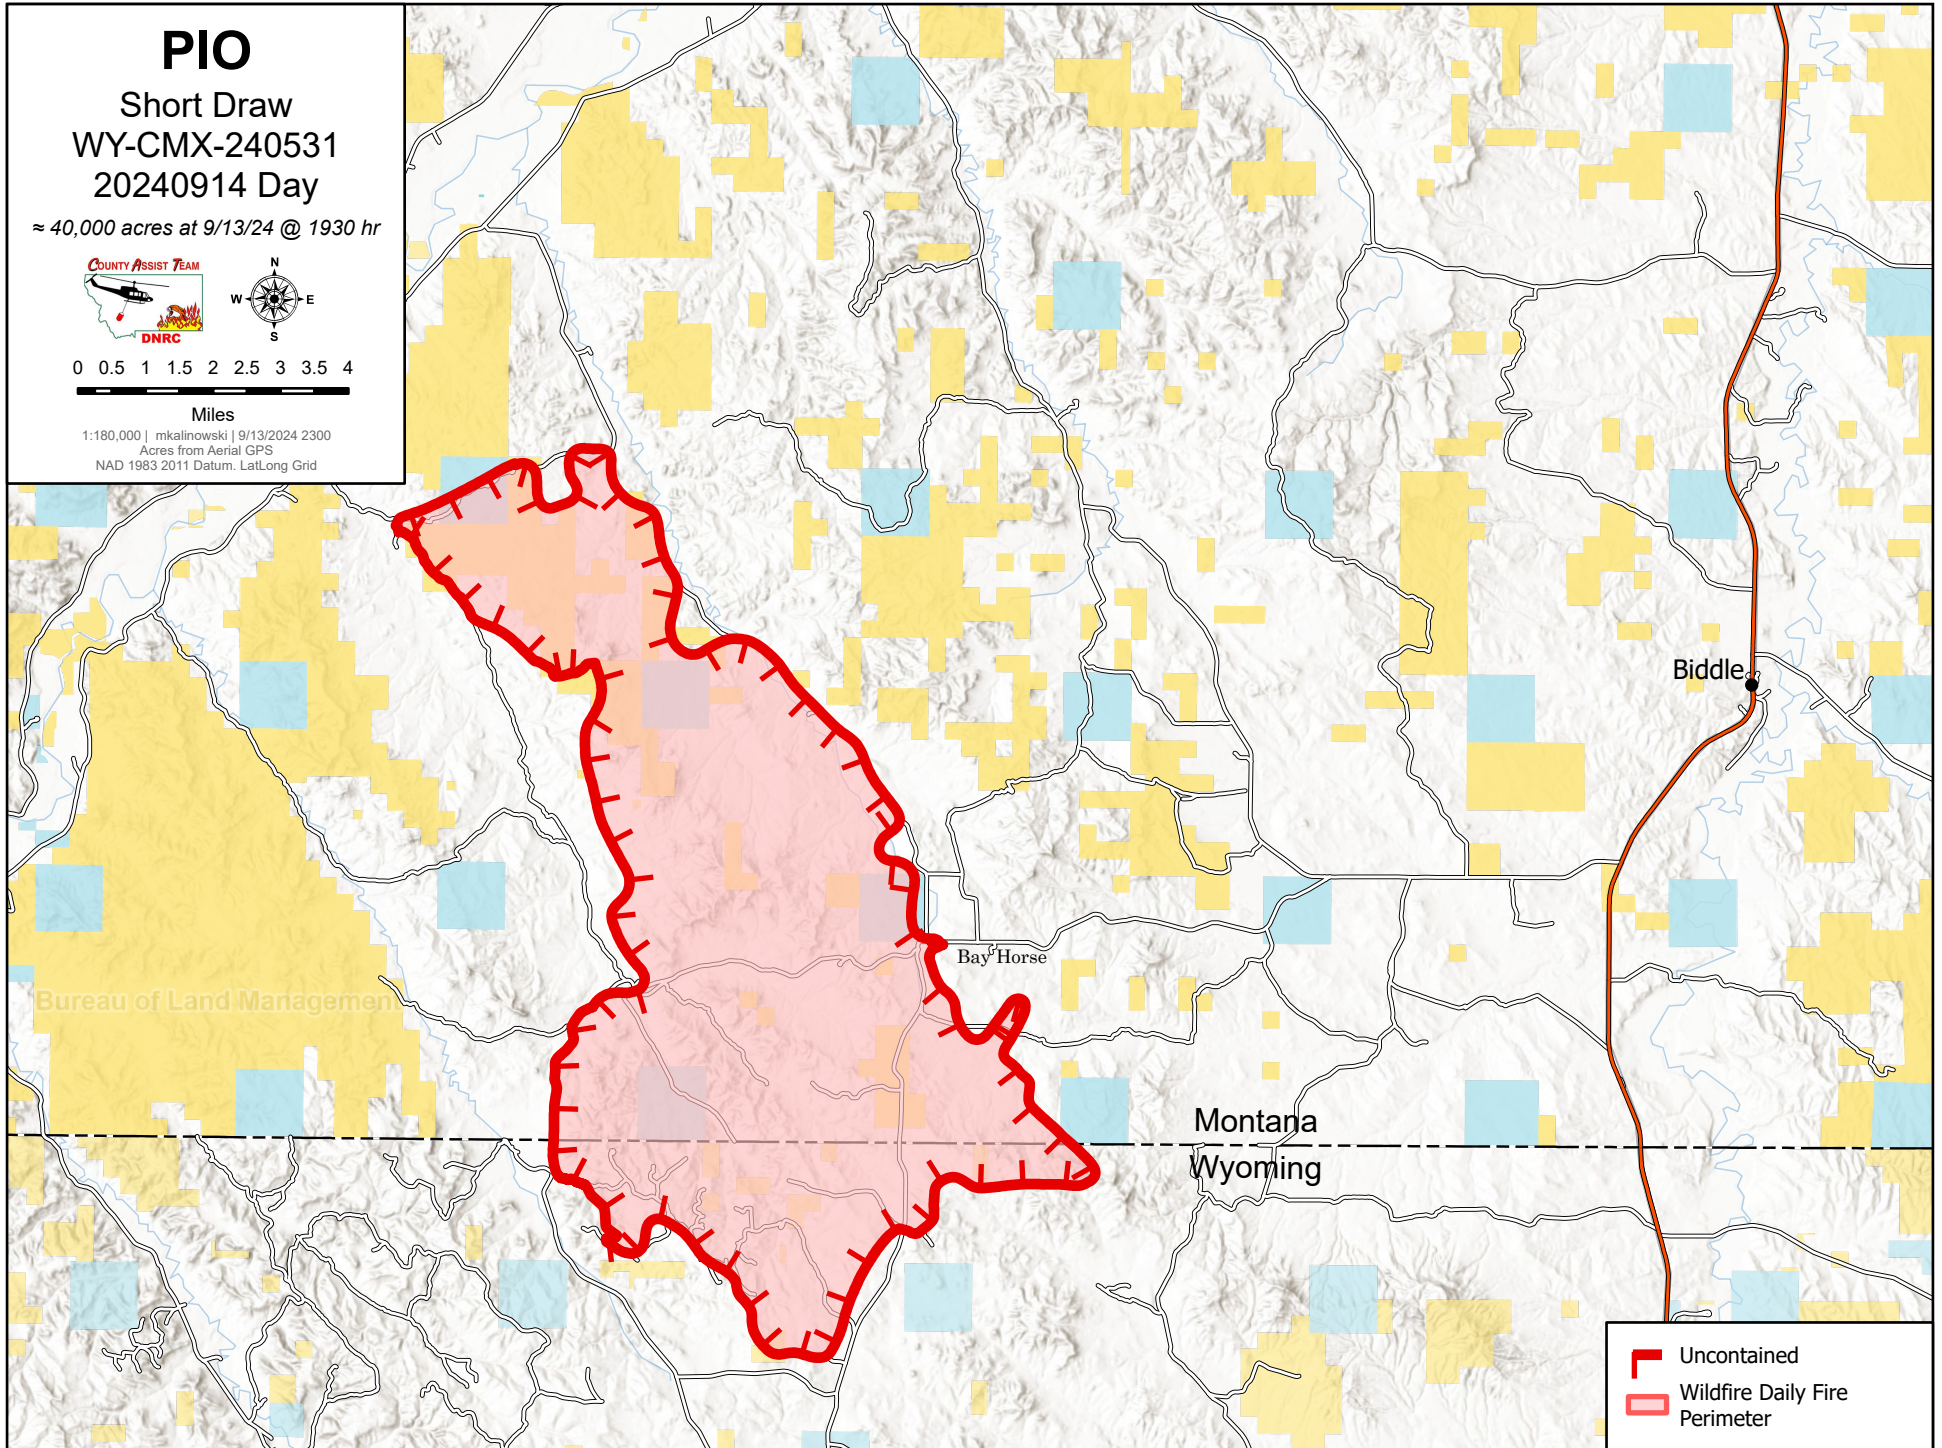 PIO
Short Draw
WY-CMX-240531
20240914 Day
≈ 40,000 acres at 9/13/24 @ 1930 hr
COUNTY ASSIST TEAM
DNRC
N
W E
S
0 0.5 1 1.5 2 2.5 3 3.5 4
Miles
1:180,000 | mkalinowski | 9/13/2024 2300
Acres from Aerial GPS
NAD 1983 2011 Datum. LatLong Grid
Biddle
Bay Horse
Bureau of Land Managemen
Montana
Wyoming
Uncontained
Wildfire Daily Fire
Perimeter